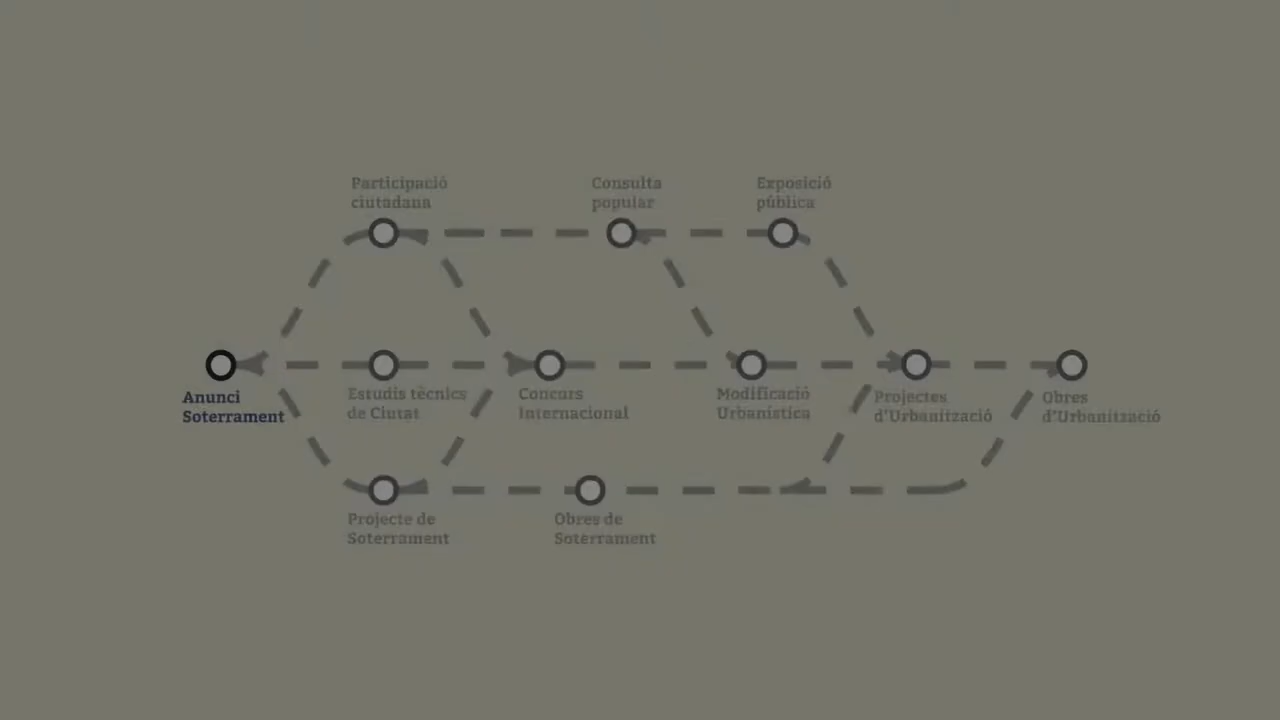 Participació
ciutadana
Consulta
popular
Exposició
pública
Anunci
Soterrament
Estudis tècnics
de Ciutat
Concurs
Internacional
Modificació
Urbanística
Projectes
d'Urbanització
Obres
d'Urbanització
Projecte de
Soterrament
Obres de
Soterrament